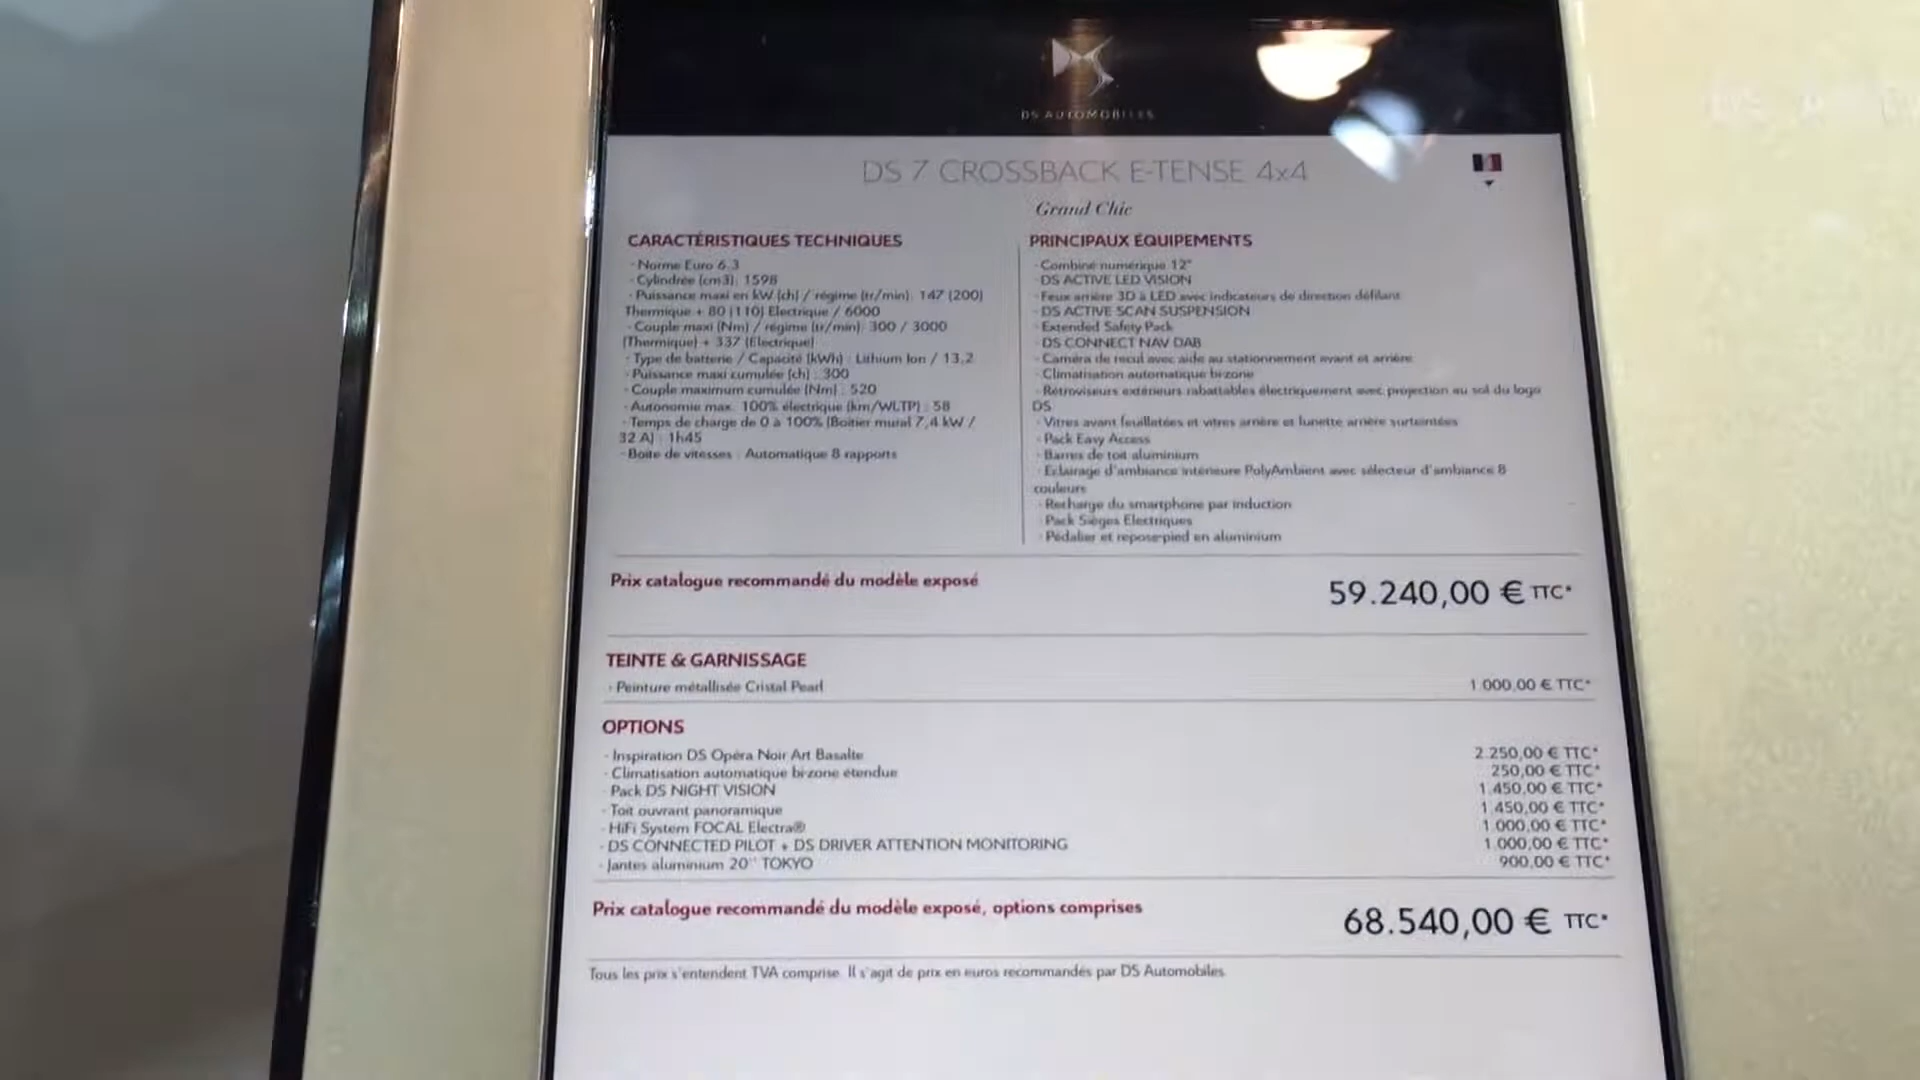 DS AUTOMOBILES
DS 7 CROSSBACK E-TENSE 4x4
Grand Chic
CARACTÉRISTIQUES TECHNIQUES
- Norme Euro 6.3
- Cylindrée (cm3) : 1598
- Puissance maxi en kW (ch) / régime (tr/min) : 147 (200)
Thermique + 80 (110) Electrique / 6000
- Couple maxi (Nm) / régime (tr/min) : 300 / 3000
(Thermique) + 337 (Electrique)
- Type de batterie / Capacité (kWh) : Lithium Ion / 13,2
- Puissance maxi cumulée (ch) : 300
- Couple maximum cumulée (Nm) : 520
- Autonomie max. 100% électrique (km/WLTP) : 58
- Temps de charge de 0 à 100% (Boitier mural 7,4 kW /
32 A) : 1h45
- Boite de vitesses : Automatique 8 rapports
PRINCIPAUX ÉQUIPEMENTS
- Combiné numérique 12"
- DS ACTIVE LED VISION
- Feux arrière 3D à LED avec indicateurs de direction défilant
- DS ACTIVE SCAN SUSPENSION
- Extended Safety Pack
- DS CONNECT NAV DAB
- Caméra de recul avec aide au stationnement avant et arrière
- Climatisation automatique bi-zone
- Rétroviseurs extérieurs rabattables électriquement avec projection au sol du logo
DS
- Vitres avant feuilletées et vitres arrière et lunette arrière surteintées
- Pack Easy Access
- Barres de toit aluminium
- Eclairage d'ambiance intérieure PolyAmbient avec sélecteur d'ambiance 8
couleurs
- Recharge du smartphone par induction
- Pack Sièges Electriques
- Pédalier et repose-pied en aluminium
Prix catalogue recommandé du modèle exposé 59.240,00 € TTC*
TEINTE & GARNISSAGE
- Peinture métallisée Cristal Pearl 1.000,00 € TTC*
OPTIONS
- Inspiration DS Opéra Noir Art Basalte 2.250,00 € TTC*
- Climatisation automatique bi-zone étendue 250,00 € TTC*
- Pack DS NIGHT VISION 1.450,00 € TTC*
- Toit ouvrant panoramique 1.450,00 € TTC*
- HiFi System FOCAL Electra® 1.000,00 € TTC*
- DS CONNECTED PILOT + DS DRIVER ATTENTION MONITORING 1.000,00 € TTC*
- Jantes aluminium 20'' TOKYO 900,00 € TTC*
Prix catalogue recommandé du modèle exposé, options comprises 68.540,00 € TTC*
Tous les prix s'entendent TVA comprise. Il s'agit de prix en euros recommandés par DS Automobiles